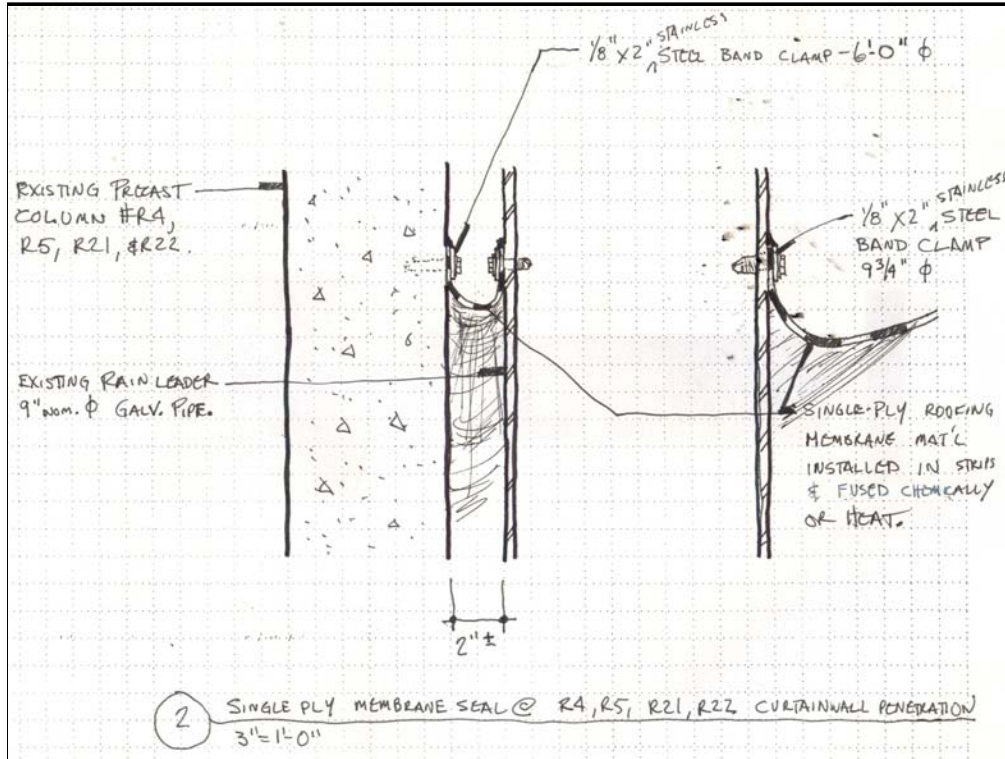 1/8" X 2" STAINLESS STEEL BAND CLAMP - 6'-0" ϕ
EXISTING PRECAST
COLUMN #R4,
R5, R21, & R22.
1/8" X 2" STAINLESS STEEL
BAND CLAMP
9 3/4" ϕ
EXISTING RAIN LEADER
9" NOM. ϕ GALV. PIPE.
SINGLE-PLY ROOFING
MEMBRANE MAT'L
INSTALLED IN STRIPS
& FUSED CHEMICALLY
OR HEAT.
2" ±
2 SINGLE PLY MEMBRANE SEAL @ R4, R5, R21, R22 CURTAINWALL PENETRATION
3" = 1'-0"